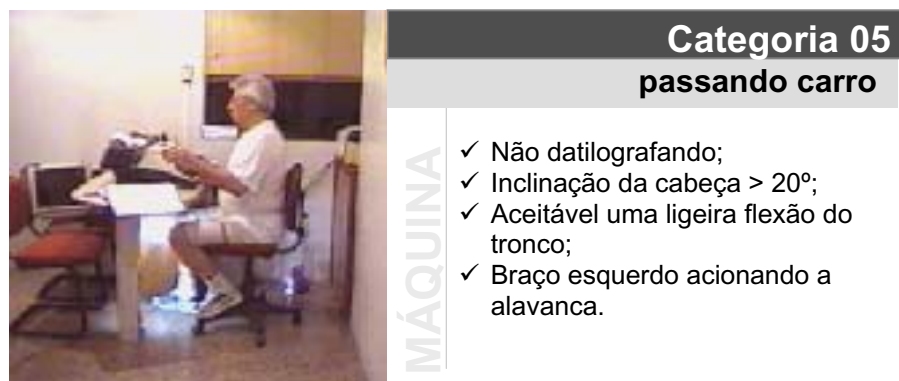 Categoria 05
passando carro
MÁQUINA
✓ Não datilografando;
✓ Inclinação da cabeça > 20º;
✓ Aceitável uma ligeira flexão do
tronco;
✓ Braço esquerdo acionando a
alavanca.